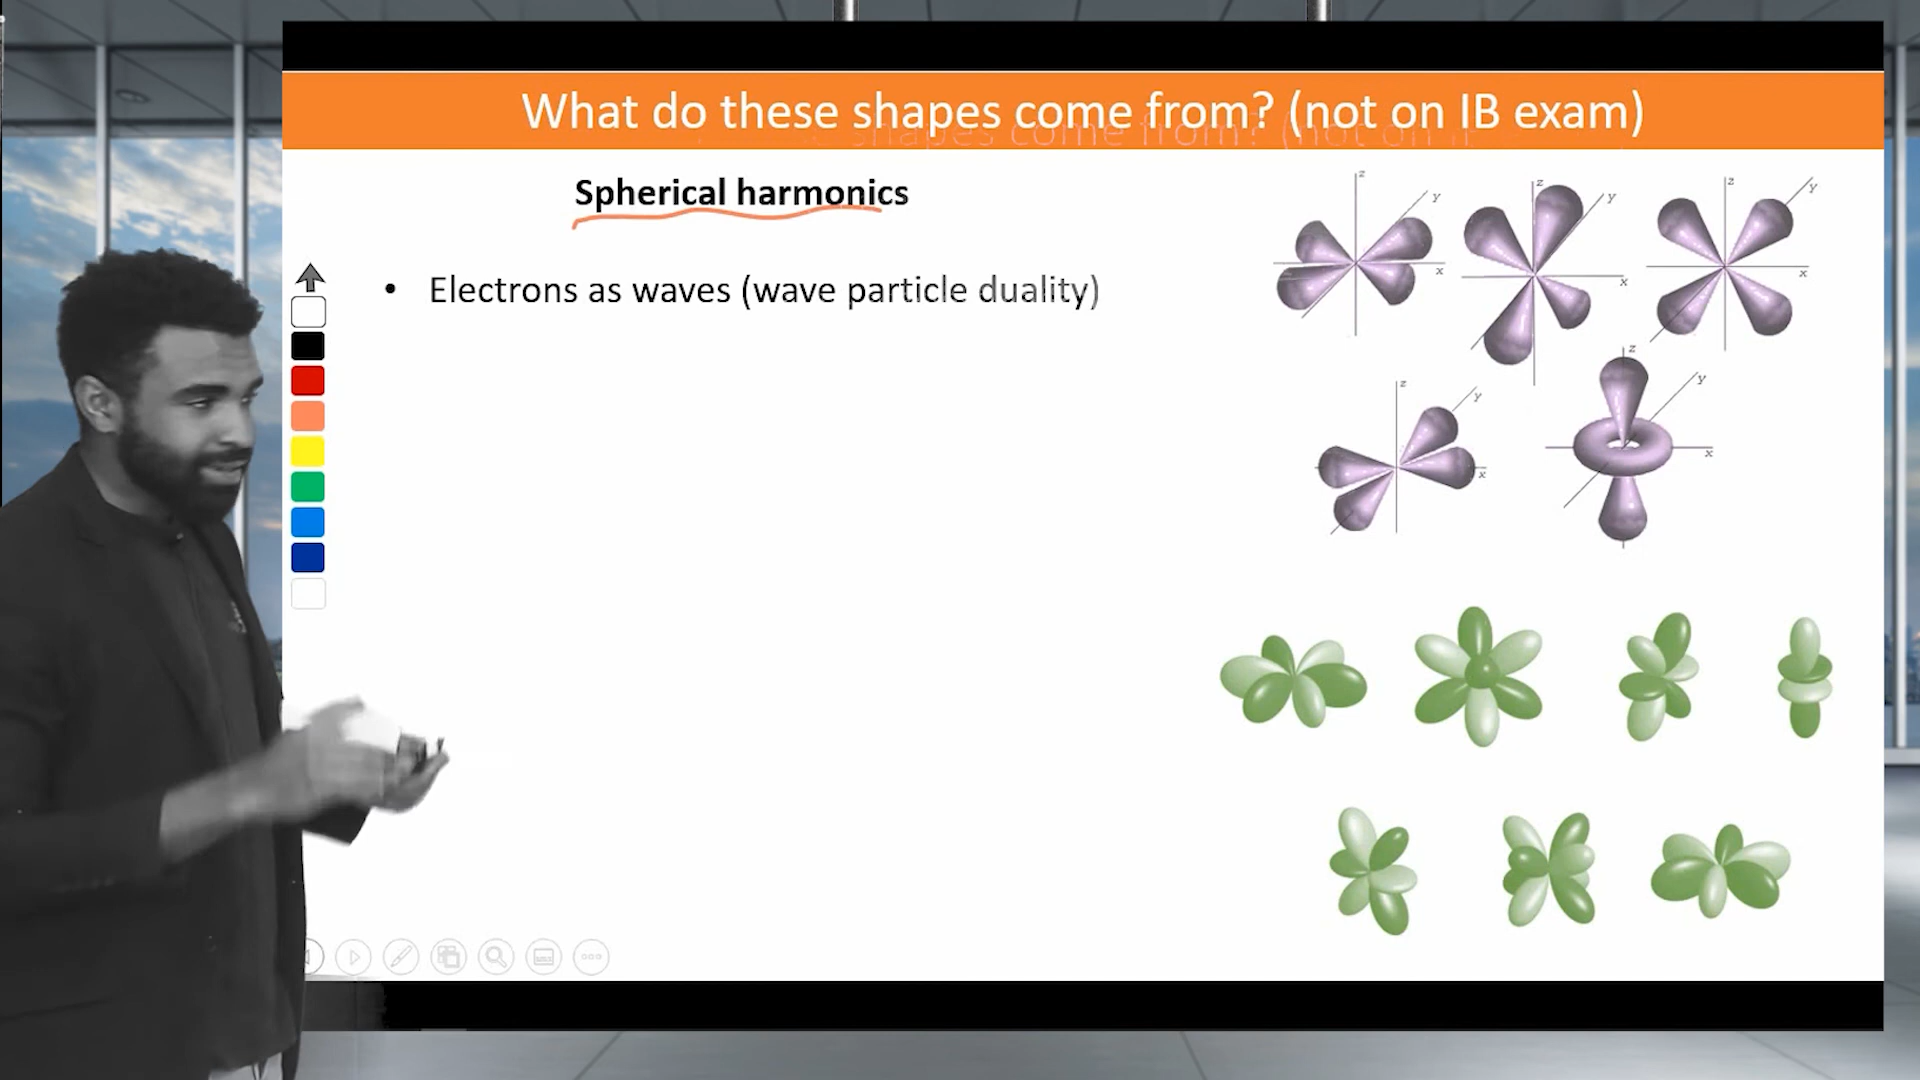 What do these shapes come from? (not on IB exam)
Spherical harmonics
• Electrons as waves (wave particle duality)
z
y
x
z
y
x
z
y
x
z
y
x
z
y
x